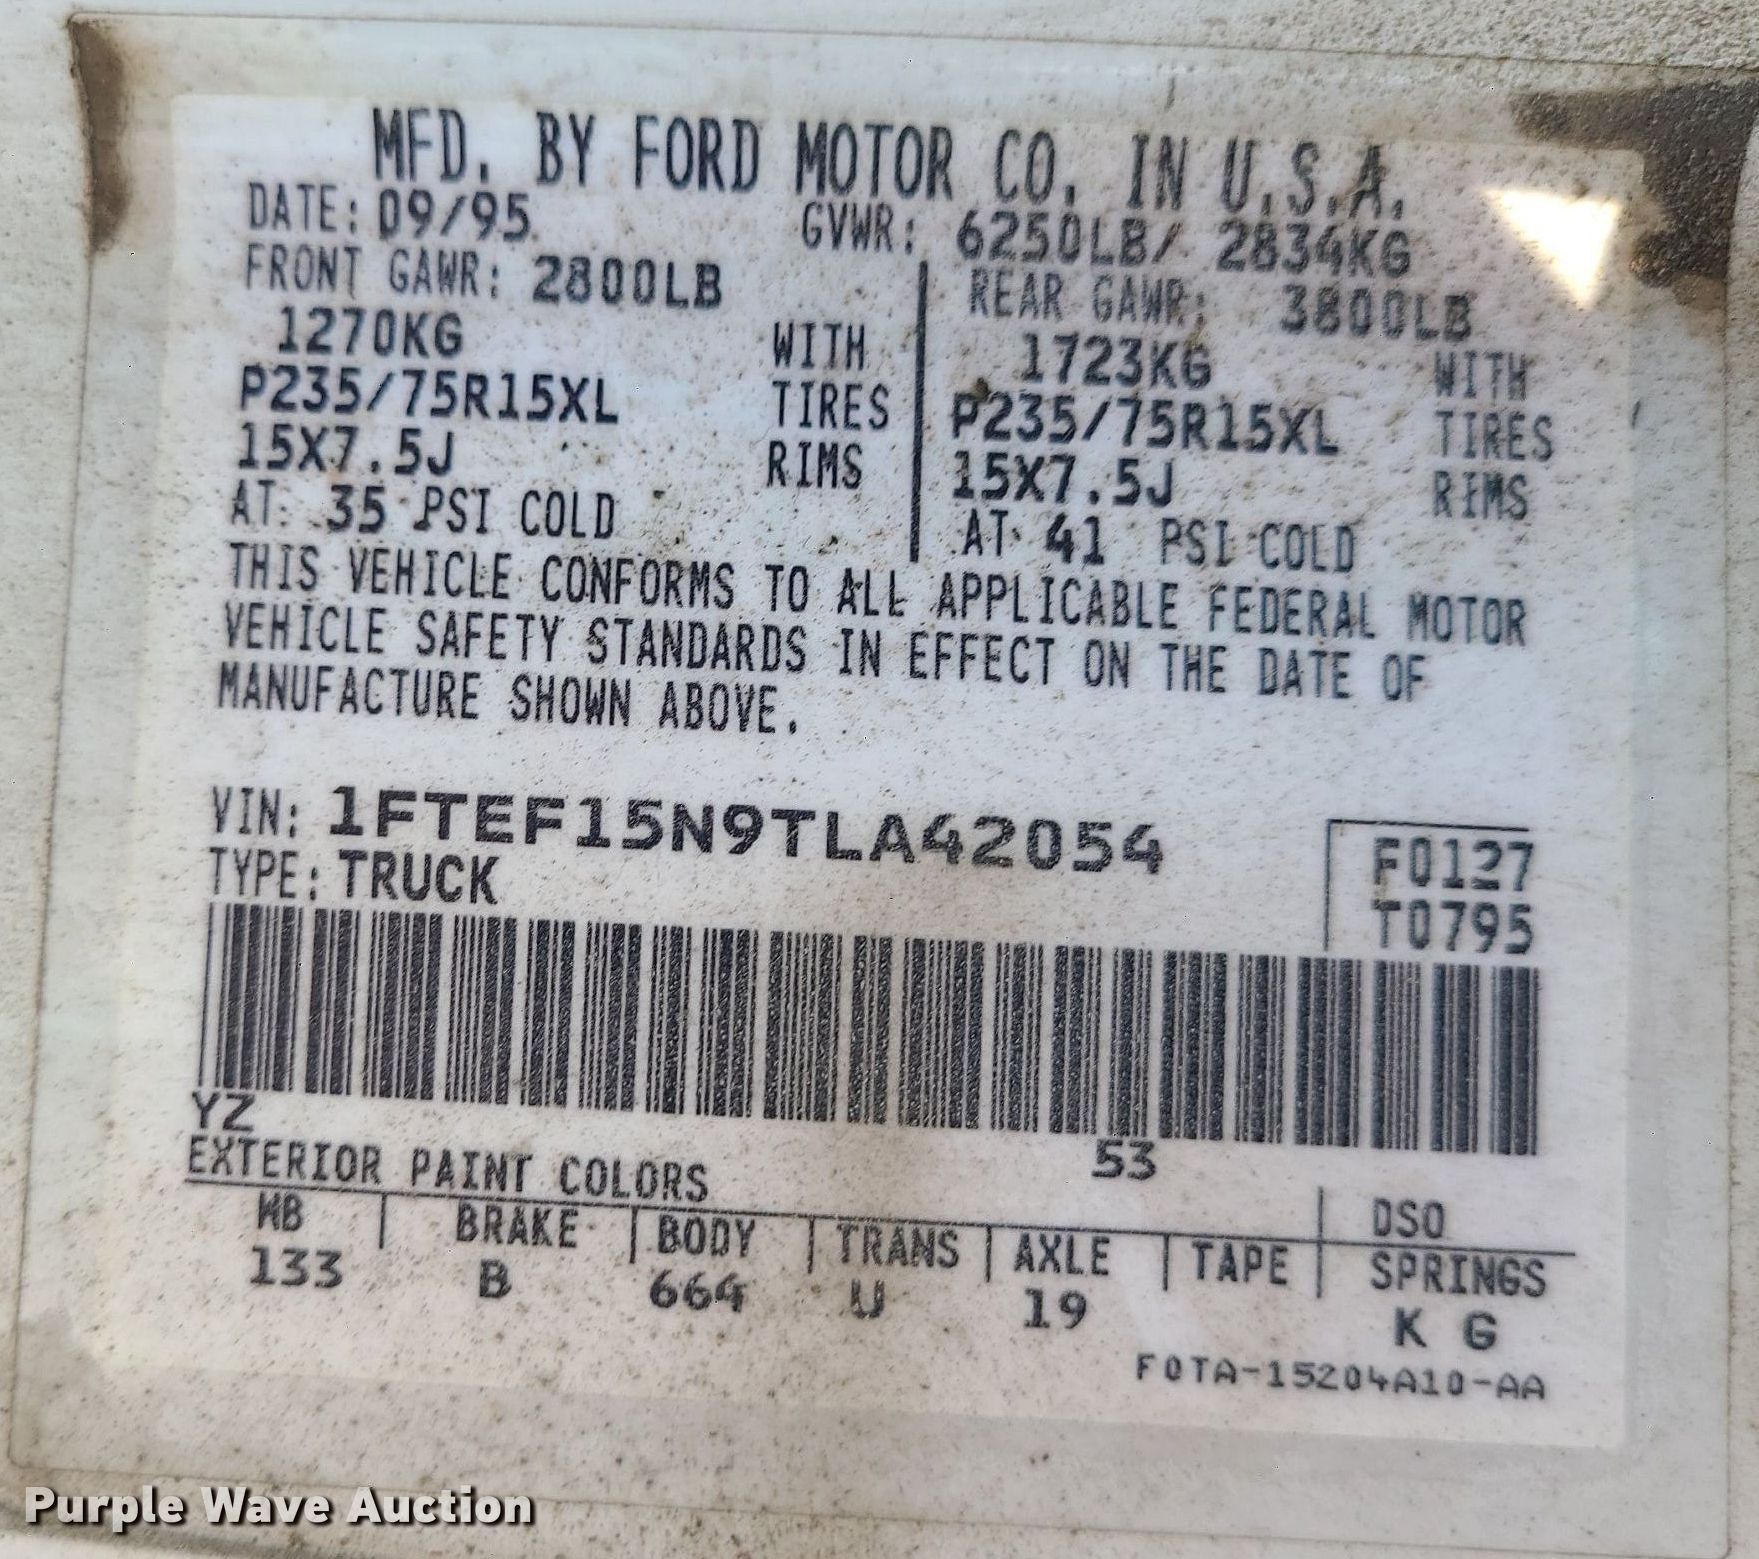 MFD. BY FORD MOTOR CO. IN U.S.A.
DATE: 09/95 GVWR: 6250LB/ 2834KG
FRONT GAWR: 2800LB REAR GAWR: 3800LB
1270KG WITH 1723KG WITH
P235/75R15XL TIRES P235/75R15XL TIRES
15X7.5J RIMS 15X7.5J RIMS
AT: 35 PSI COLD AT 41 PSI COLD
THIS VEHICLE CONFORMS TO ALL APPLICABLE FEDERAL MOTOR
VEHICLE SAFETY STANDARDS IN EFFECT ON THE DATE OF
MANUFACTURE SHOWN ABOVE.
VIN: 1FTEF15N9TLA42054
TYPE: TRUCK
F0127
T0795
YZ
53
EXTERIOR PAINT COLORS DSO
WB BRAKE BODY TRANS AXLE TAPE SPRINGS
133 B 664 U 19 K G
F0TA-15204A10-AA
Purple Wave Auction